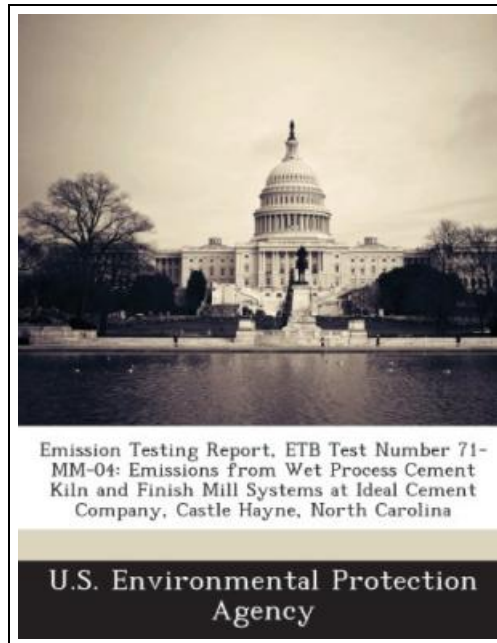 Emission Testing Report, ETB Test Number 71-
MM-04: Emissions from Wet Process Cement
Kiln and Finish Mill Systems at Ideal Cement
Company, Castle Hayne, North Carolina
U.S. Environmental Protection
Agency